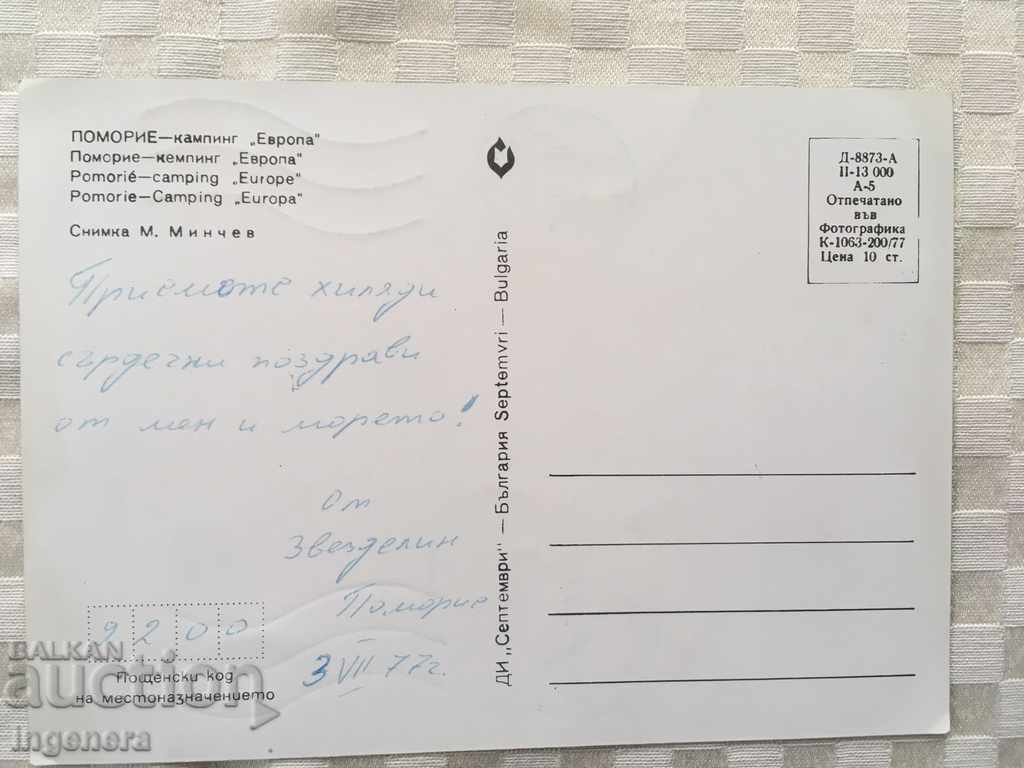 ПОМОРИЕ—кампинг „Европа"
Поморие—кемпинг „Европа"
Pomorié—camping „Europe"
Pomorie—Camping „Europa"
Снимка М. Минчев
Приемете хиляди
сърдечни поздрави
от мен и морето!
от
Звезделин
Поморие
3 VII 77г.
9200
Пощенски код
на местоназначението
ДИ „Септември" — България Septemvri — Bulgaria
Д-8873-А
П-13 000
А-5
Отпечатано
във
Фотографика
К-1063-200/77
Цена 10 ст.
BALKAN
auction
ingenera